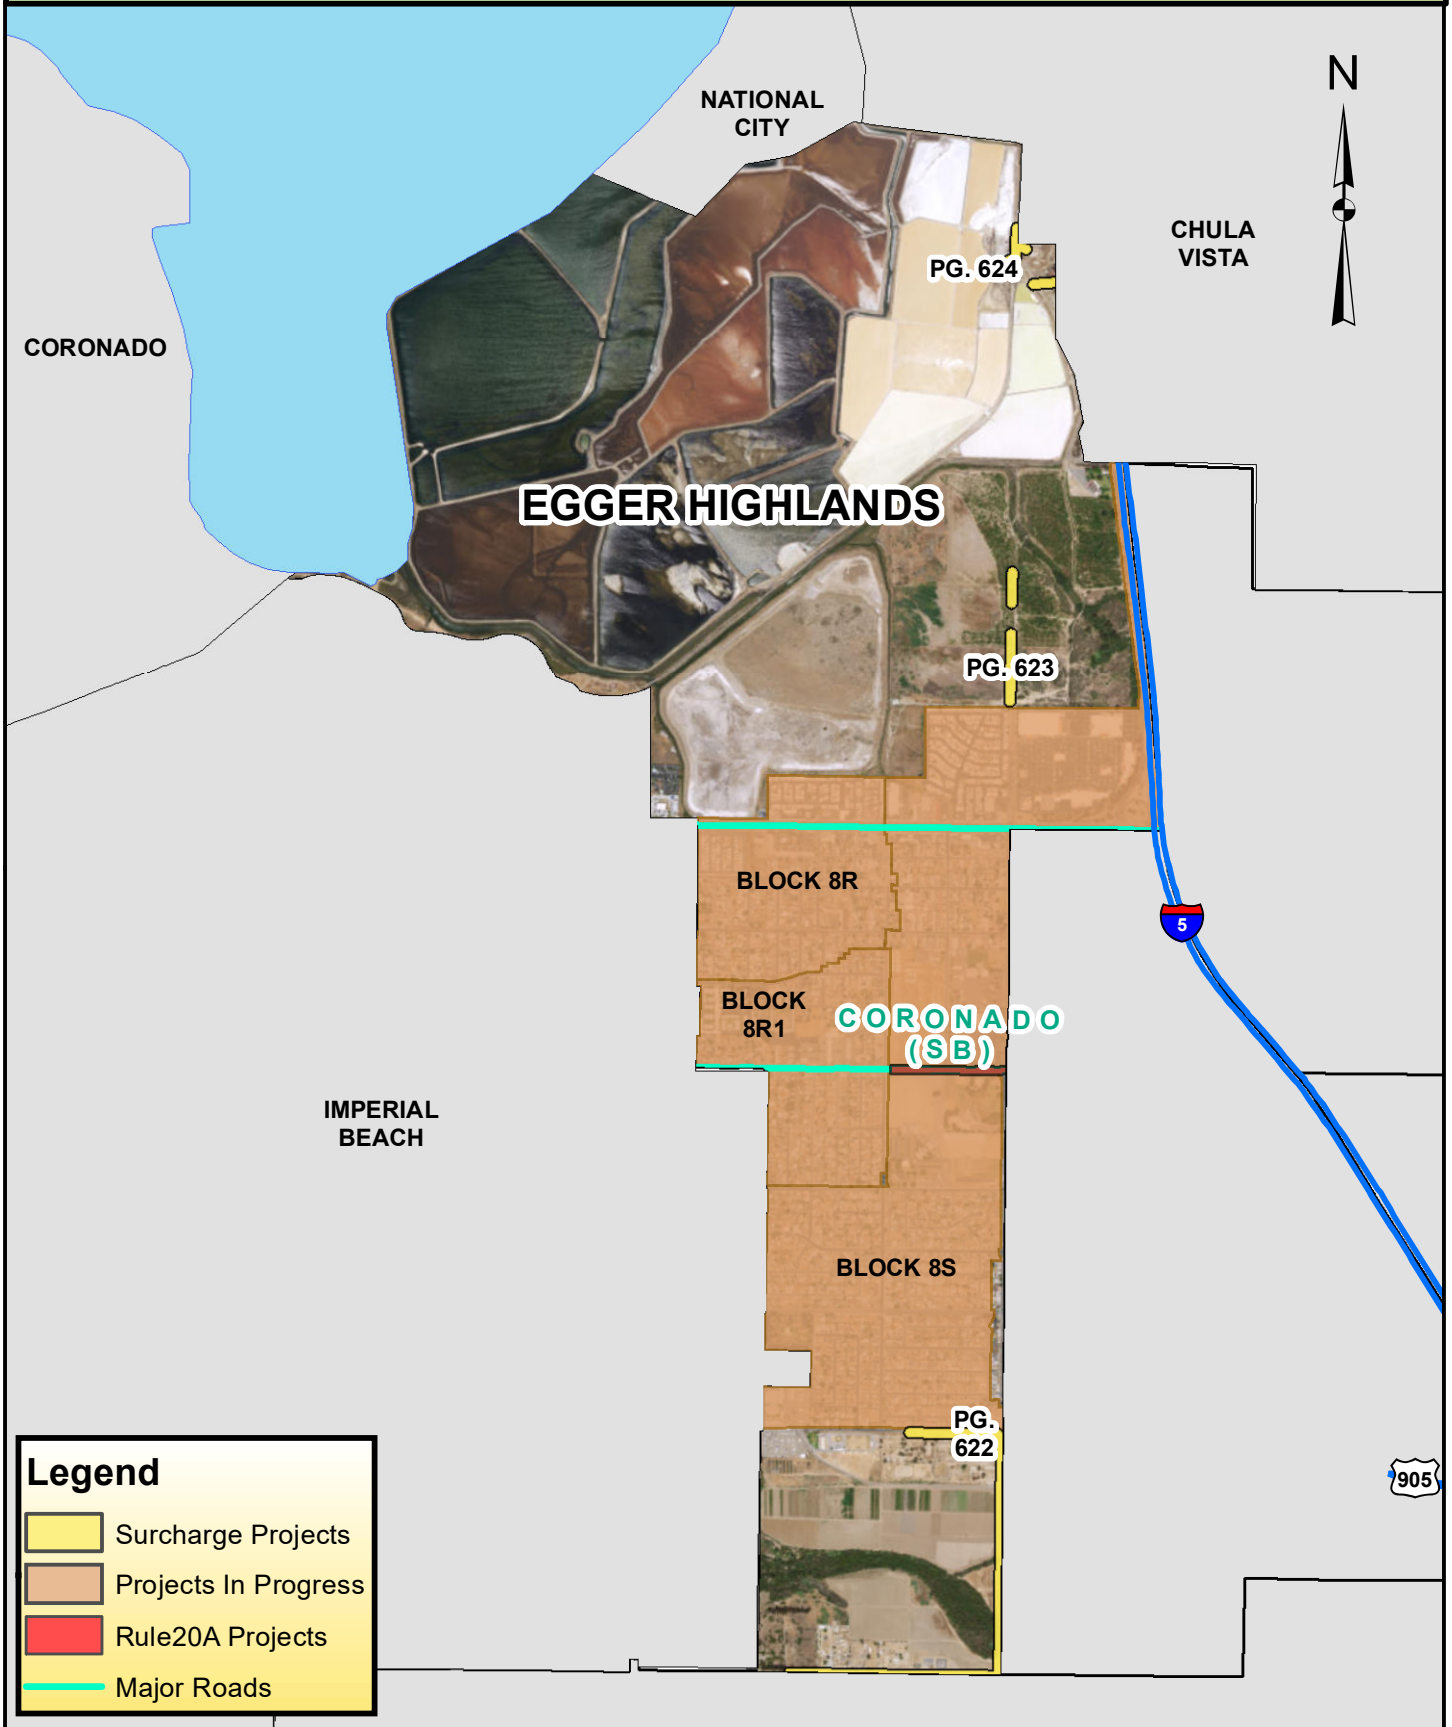 NATIONAL
CITY
N
CHULA
VISTA
PG. 624
CORONADO
EGGER HIGHLANDS
PG. 623
BLOCK 8R
5
BLOCK
8R1
CORONADO
(SB)
IMPERIAL
BEACH
BLOCK 8S
PG.
622
905
Legend
Surcharge Projects
Projects In Progress
Rule20A Projects
Major Roads